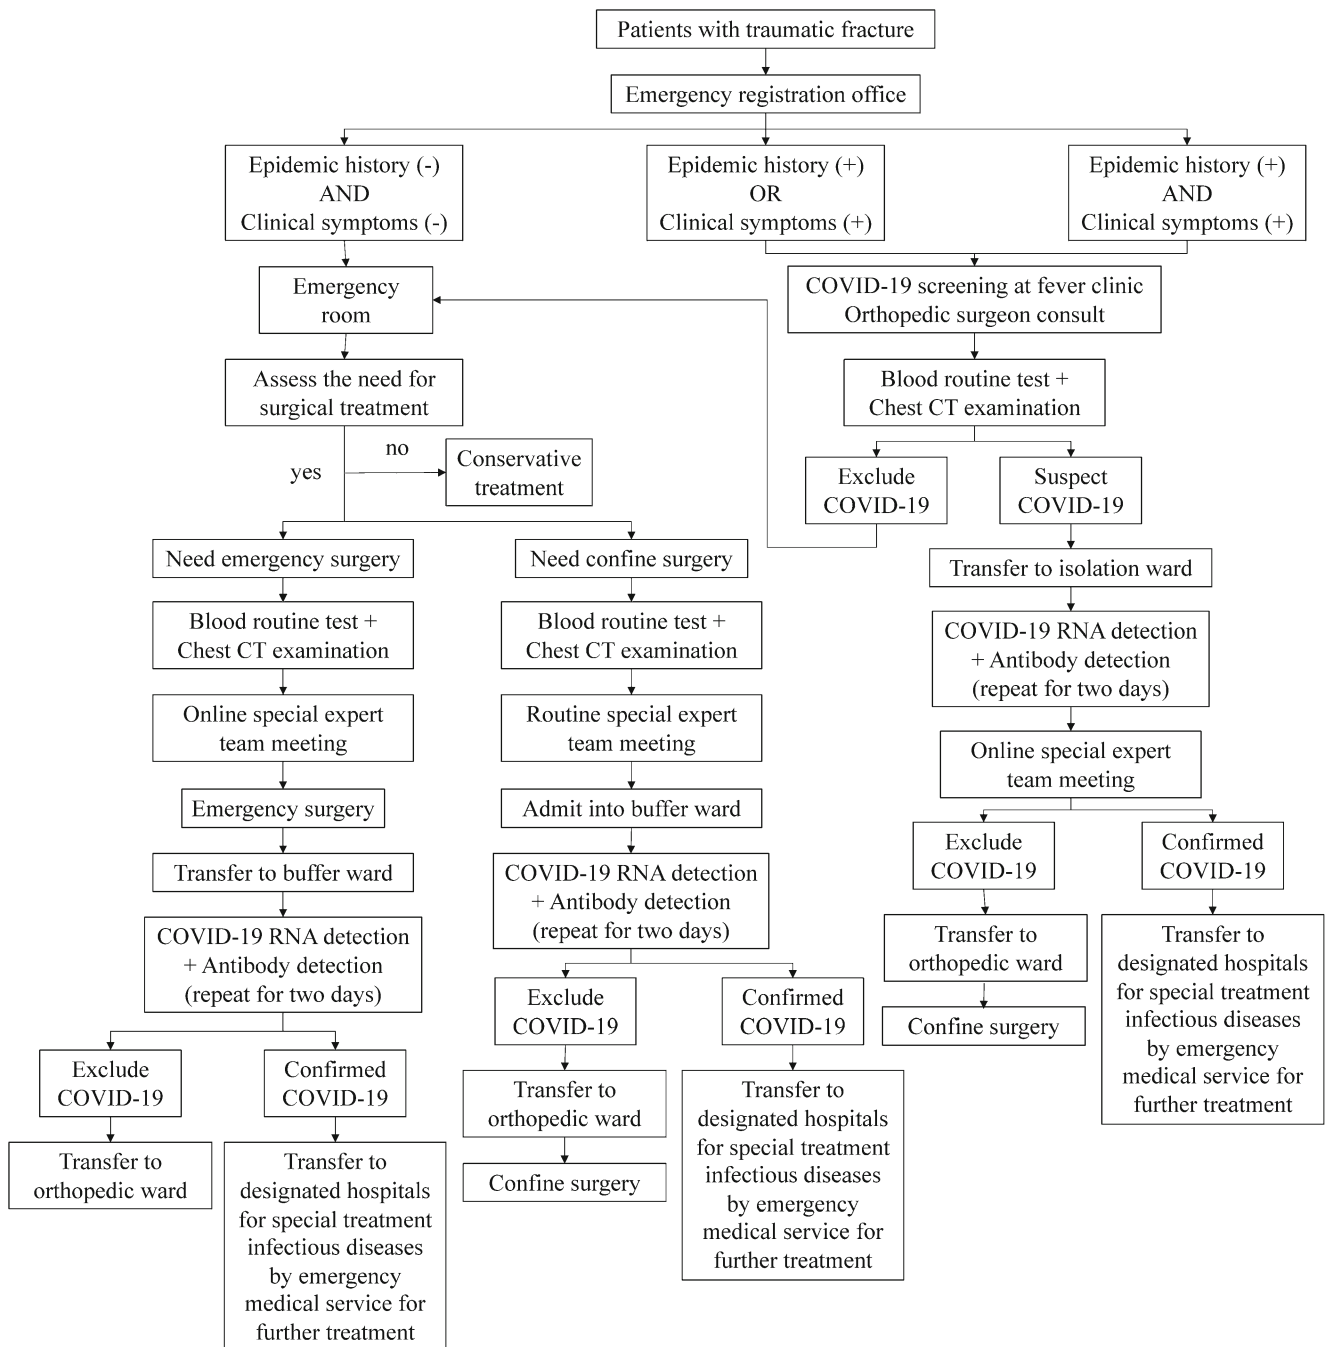 Patients with traumatic fracture
Emergency registration office
Epidemic history (-)
AND
Clinical symptoms (-)
Epidemic history (+)
OR
Clinical symptoms (+)
Epidemic history (+)
AND
Clinical symptoms (+)
Emergency
room
COVID-19 screening at fever clinic
Orthopedic surgeon consult
Assess the need for
surgical treatment
Blood routine test +
Chest CT examination
yes
no
Conservative
treatment
Exclude
COVID-19
Suspect
COVID-19
Need emergency surgery
Blood routine test +
Chest CT examination
Online special expert
team meeting
Emergency surgery
Transfer to buffer ward
COVID-19 RNA detection
+ Antibody detection
(repeat for two days)
Exclude
COVID-19
Confirmed
COVID-19
Transfer to
orthopedic ward
Transfer to
designated hospitals
for special treatment
infectious diseases
by emergency
medical service for
further treatment
Need confine surgery
Blood routine test +
Chest CT examination
Routine special expert
team meeting
Admit into buffer ward
COVID-19 RNA detection
+ Antibody detection
(repeat for two days)
Exclude
COVID-19
Confirmed
COVID-19
Transfer to
orthopedic ward
Confine surgery
Transfer to
designated hospitals
for special treatment
infectious diseases
by emergency
medical service for
further treatment
Transfer to isolation ward
COVID-19 RNA detection
+ Antibody detection
(repeat for two days)
Online special expert
team meeting
Exclude
COVID-19
Confirmed
COVID-19
Transfer to
orthopedic ward
Confine surgery
Transfer to
designated hospitals
for special treatment
infectious diseases
by emergency
medical service for
further treatment